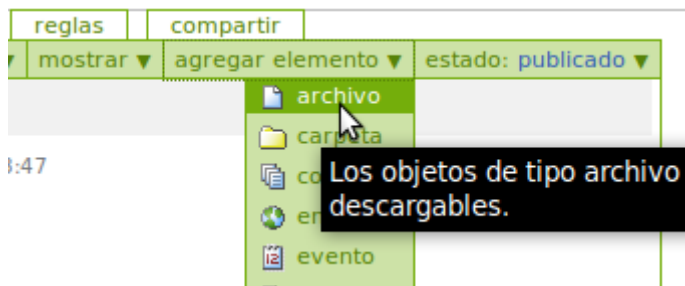 reglas compartir
mostrar ▼ agregar elemento ▼ estado: publicado ▼
archivo
carpeta
:47
Los objetos de tipo archivo
descargables.
evento